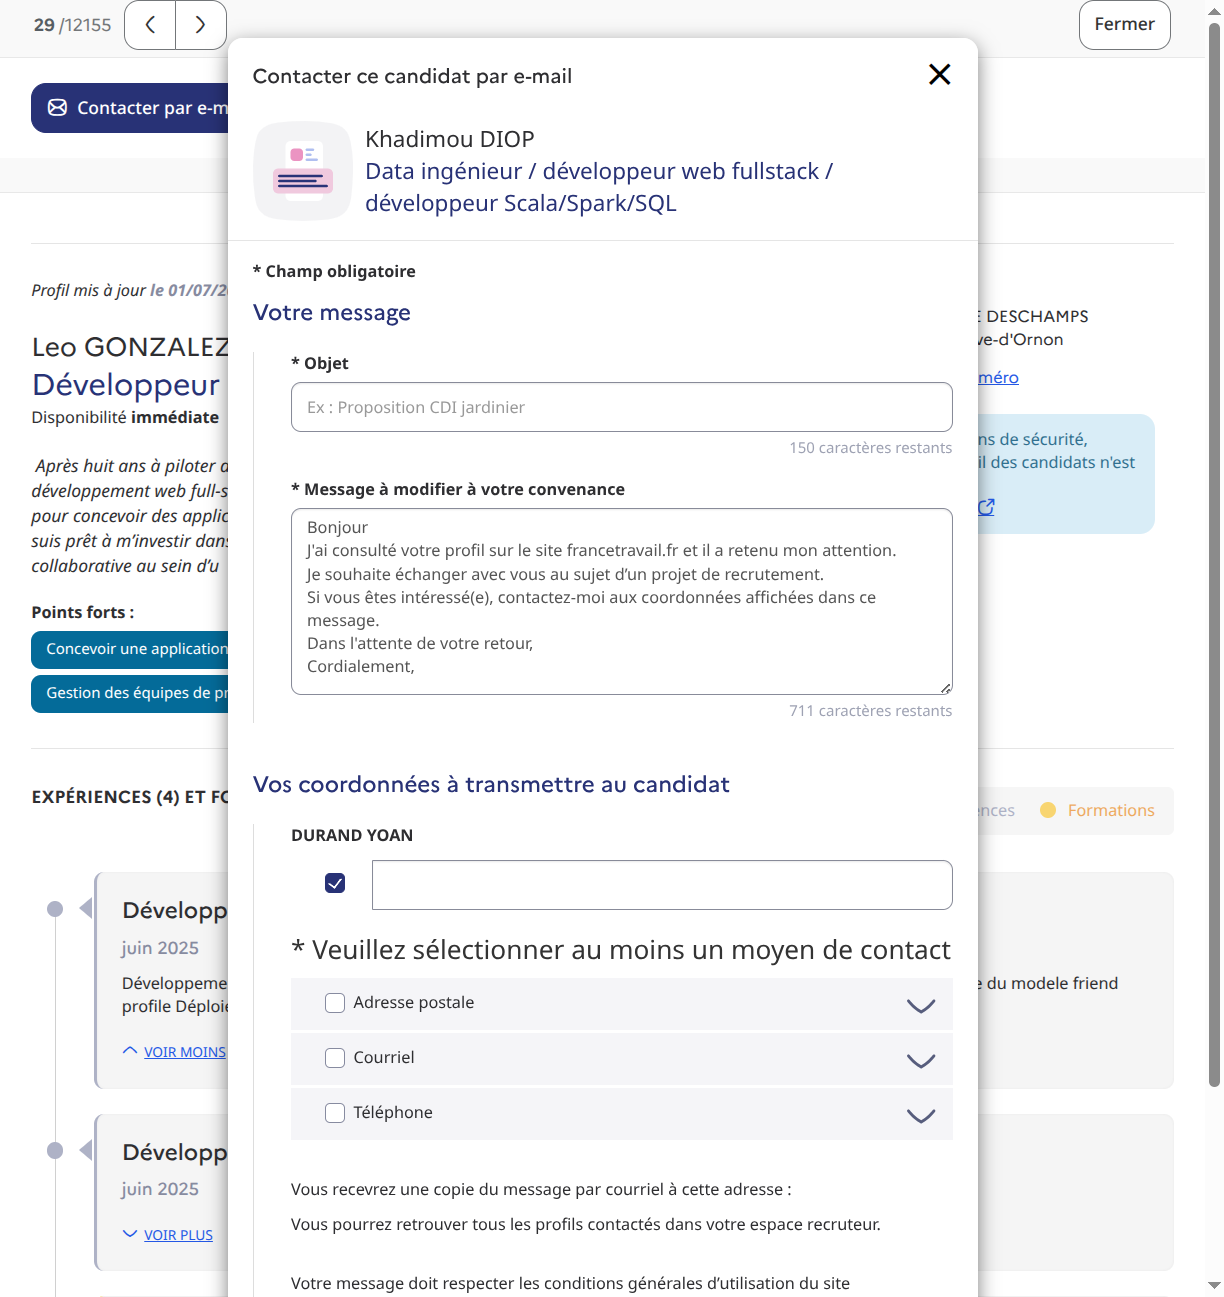 29 /12155
Fermer
Contacter par e-m
Contacter ce candidat par e-mail
Khadimou DIOP
Data ingénieur / développeur web fullstack /
développeur Scala/Spark/SQL
* Champ obligatoire
Votre message
* Objet
Ex : Proposition CDI jardinier
150 caractères restants
* Message à modifier à votre convenance
Bonjour
J'ai consulté votre profil sur le site francetravail.fr et il a retenu mon attention.
Je souhaite échanger avec vous au sujet d’un projet de recrutement.
Si vous êtes intéressé(e), contactez-moi aux coordonnées affichées dans ce
message.
Dans l'attente de votre retour,
Cordialement,
711 caractères restants
Vos coordonnées à transmettre au candidat
DURAND YOAN
* Veuillez sélectionner au moins un moyen de contact
Adresse postale
Courriel
Téléphone
Vous recevrez une copie du message par courriel à cette adresse :
Vous pourrez retrouver tous les profils contactés dans votre espace recruteur.
Votre message doit respecter les conditions générales d’utilisation du site
Profil mis à jour le 01/07/2
Leo GONZALEZ
Développeur
Disponibilité immédiate
Après huit ans à piloter
développement web full-s
pour concevoir des applic
suis prêt à m’investir dans
collaborative au sein d’u
Points forts :
Concevoir une application
Gestion des équipes de pr
DESCHAMPS
ve-d'Ornon
méro
ns de sécurité,
il des candidats n'est
EXPÉRIENCES (4) ET FO
ences
Formations
Développ
juin 2025
Développeme
profile Déploie
e du modele friend
VOIR MOINS
Développ
juin 2025
VOIR PLUS